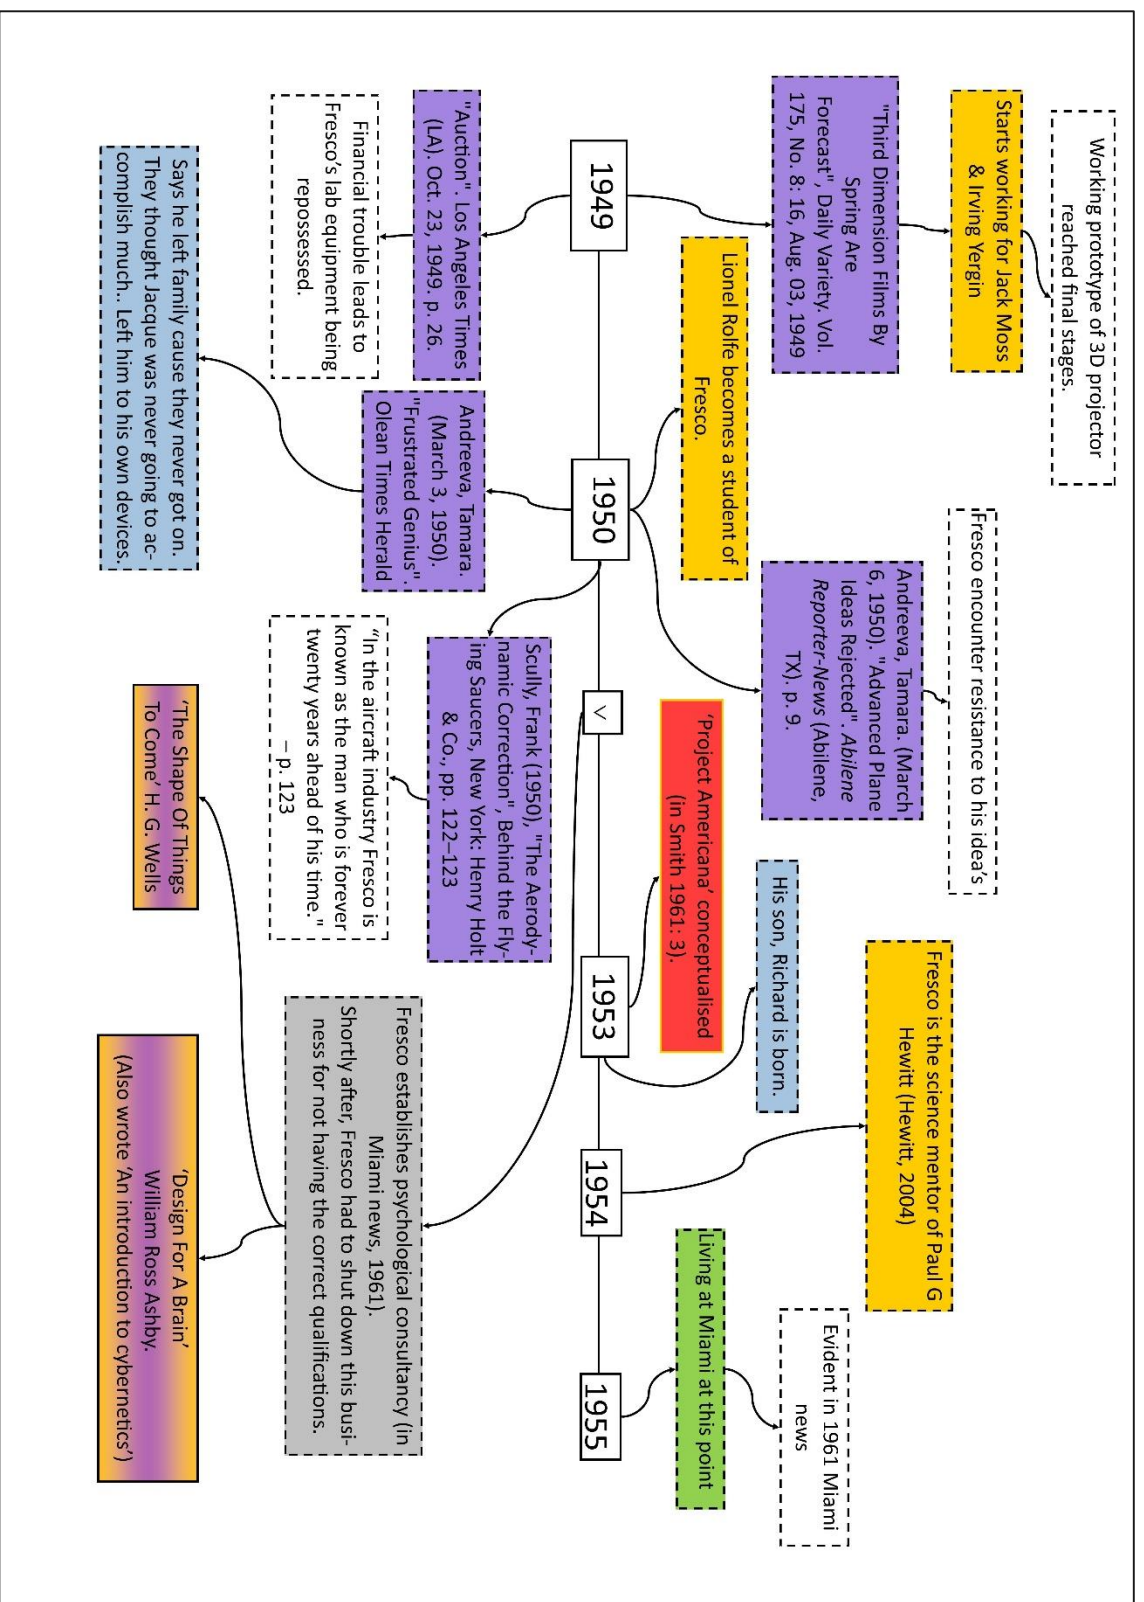 Working prototype of 3D projector
reached final stages.
Starts working for Jack Moss
& Irving Yergin
"Third Dimension Films By
Spring Are
Forecast", Daily Variety. Vol.
175, No. 8: 16, Aug. 03, 1949
Lionel Rolfe becomes a student of
Fresco.
Fresco encounter resistance to his idea's
Andreeva, Tamara. (March
6, 1950). "Advanced Plane
Ideas Rejected". Abilene
Reporter-News (Abilene,
TX). p. 9.
'Project Americana' conceptualised
(in Smith 1961: 3).
His son, Richard is born.
Fresco is the science mentor of Paul G
Hewitt (Hewitt, 2004)
Evident in 1961 Miami
news
Living at Miami at this point
1949
1950
<
1953
1954
1955
"Auction". Los Angeles Times
(LA). Oct. 23, 1949. p. 26.
Financial trouble leads to
Fresco's lab equipment being
repossessed.
Andreeva, Tamara.
(March 3, 1950).
"Frustrated Genius".
Olean Times Herald
Says he left family cause they never got on.
They thought Jacque was never going to ac-
complish much.. Left him to his own devices.
Scully, Frank (1950), "The Aerody-
namic Correction", Behind the Fly-
ing Saucers, New York: Henry Holt
& Co., pp. 122–123
"In the aircraft industry Fresco is
known as the man who is forever
twenty years ahead of his time."
– p. 123
Fresco establishes psychological consultancy (in
Miami news, 1961).
Shortly after, Fresco had to shut down this busi-
ness for not having the correct qualifications.
'The Shape Of Things
To Come' H. G. Wells
'Design For A Brain'
William Ross Ashby.
(Also wrote 'An introduction to cybernetics')